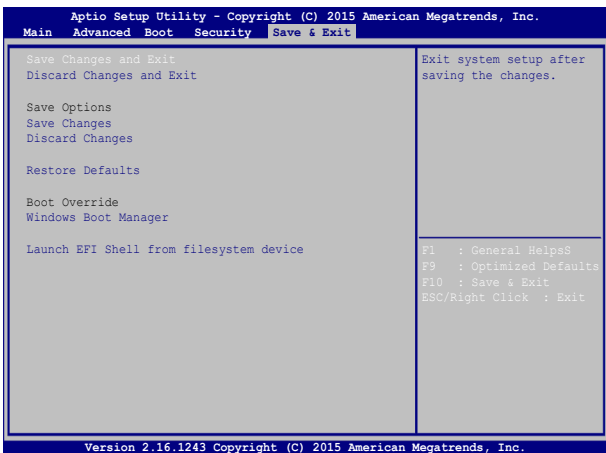 Aptio Setup Utility - Copyright (C) 2015 American Megatrends, Inc.
Main Advanced Boot Security Save & Exit
Save Changes and Exit
Discard Changes and Exit
Save Options
Save Changes
Discard Changes
Restore Defaults
Boot Override
Windows Boot Manager
Launch EFI Shell from filesystem device
Exit system setup after
saving the changes.
F1 : General HelpsS
F9 : Optimized Defaults
F10 : Save & Exit
ESC/Right Click : Exit
Version 2.16.1243 Copyright (C) 2015 American Megatrends, Inc.